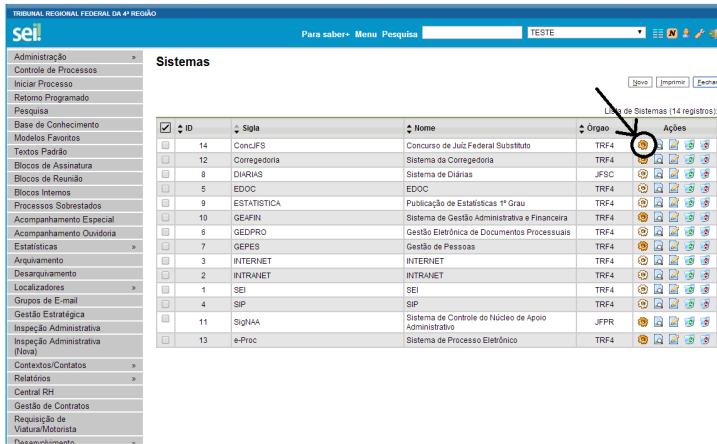 TRIBUNAL REGIONAL FEDERAL DA 4ª REGIÃO
sei!
Para saber+ Menu Pesquisa TESTE
Administração »
Controle de Processos
Iniciar Processo
Retorno Programado
Pesquisa
Base de Conhecimento
Modelos Favoritos
Textos Padrão
Blocos de Assinatura
Blocos de Reunião
Blocos Internos
Processos Sobrestados
Acompanhamento Especial
Acompanhamento Ouvidoria
Estatísticas »
Arquivamento
Desarquivamento
Localizadores »
Grupos de E-mail
Gestão Estratégica
Inspeção Administrativa
Inspeção Administrativa
(Nova)
Contextos/Contatos »
Relatórios »
Central RH
Gestão de Contratos
Requisição de
Viatura/Motorista
Desenvolvimento »
Sistemas
Novo Imprimir Fechar
Lista de Sistemas (14 registros):
ID Sigla Nome Órgao Ações
14 ConcJFS Concurso de Juíz Federal Substituto TRF4
12 Corregedoria Sistema da Corregedoria TRF4
8 DIARIAS Sistema de Diárias JFSC
5 EDOC EDOC TRF4
9 ESTATISTICA Publicação de Estatísticas 1º Grau TRF4
10 GEAFIN Sistema de Gestão Administrativa e Financeira TRF4
6 GEDPRO Gestão Eletrônica de Documentos Processuais TRF4
7 GEPES Gestão de Pessoas TRF4
3 INTERNET INTERNET TRF4
2 INTRANET INTRANET TRF4
1 SEI SEI TRF4
4 SIP SIP TRF4
11 SigNAA Sistema de Controle do Núcleo de Apoio
Administrativo JFPR
13 e-Proc Sistema de Processo Eletrônico TRF4